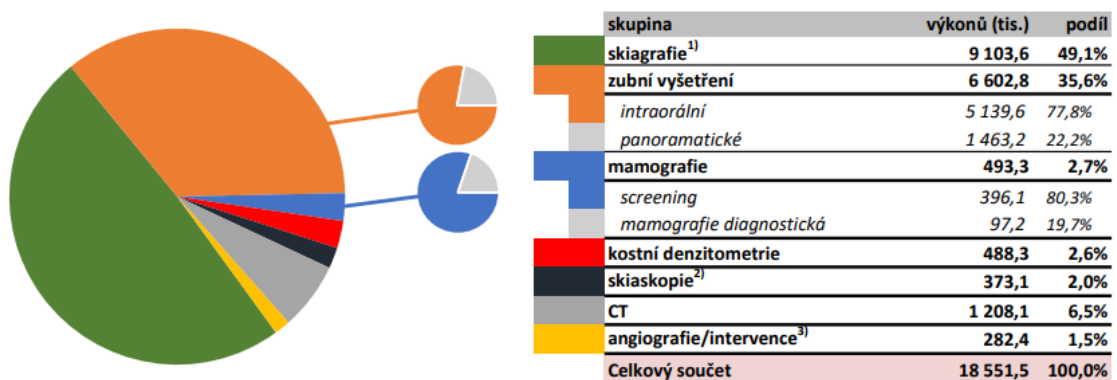 skupina výkonů (tis.) podíl
skiagrafie1) 9 103,6 49,1%
zubní vyšetření 6 602,8 35,6%
intraorální 5 139,6 77,8%
panoramatické 1 463,2 22,2%
mamografie 493,3 2,7%
screening 396,1 80,3%
mamografie diagnostická 97,2 19,7%
kostní denzitometrie 488,3 2,6%
skiaskopie2) 373,1 2,0%
CT 1 208,1 6,5%
angiografie/intervence3) 282,4 1,5%
Celkový součet 18 551,5 100,0%